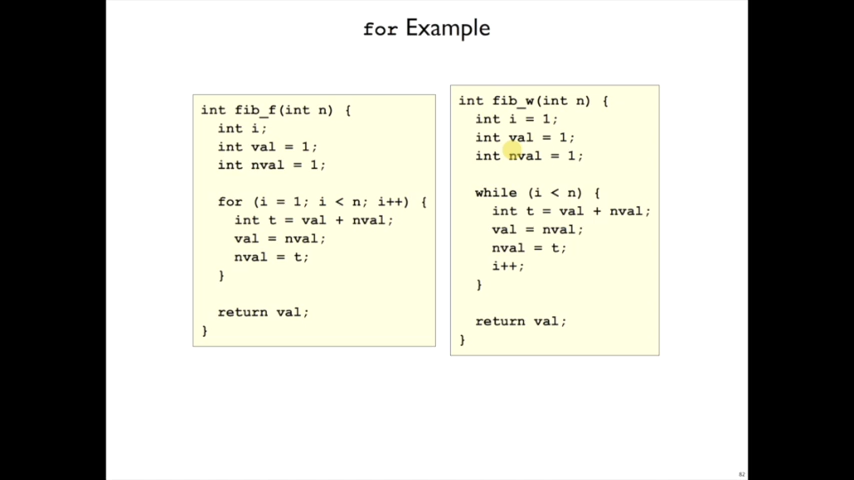 for Example
int fib_f(int n) {
  int i;
  int val = 1;
  int nval = 1;

  for (i = 1; i < n; i++) {
    int t = val + nval;
    val = nval;
    nval = t;
  }

  return val;
}
int fib_w(int n) {
  int i = 1;
  int val = 1;
  int nval = 1;

  while (i < n) {
    int t = val + nval;
    val = nval;
    nval = t;
    i++;
  }

  return val;
}
62